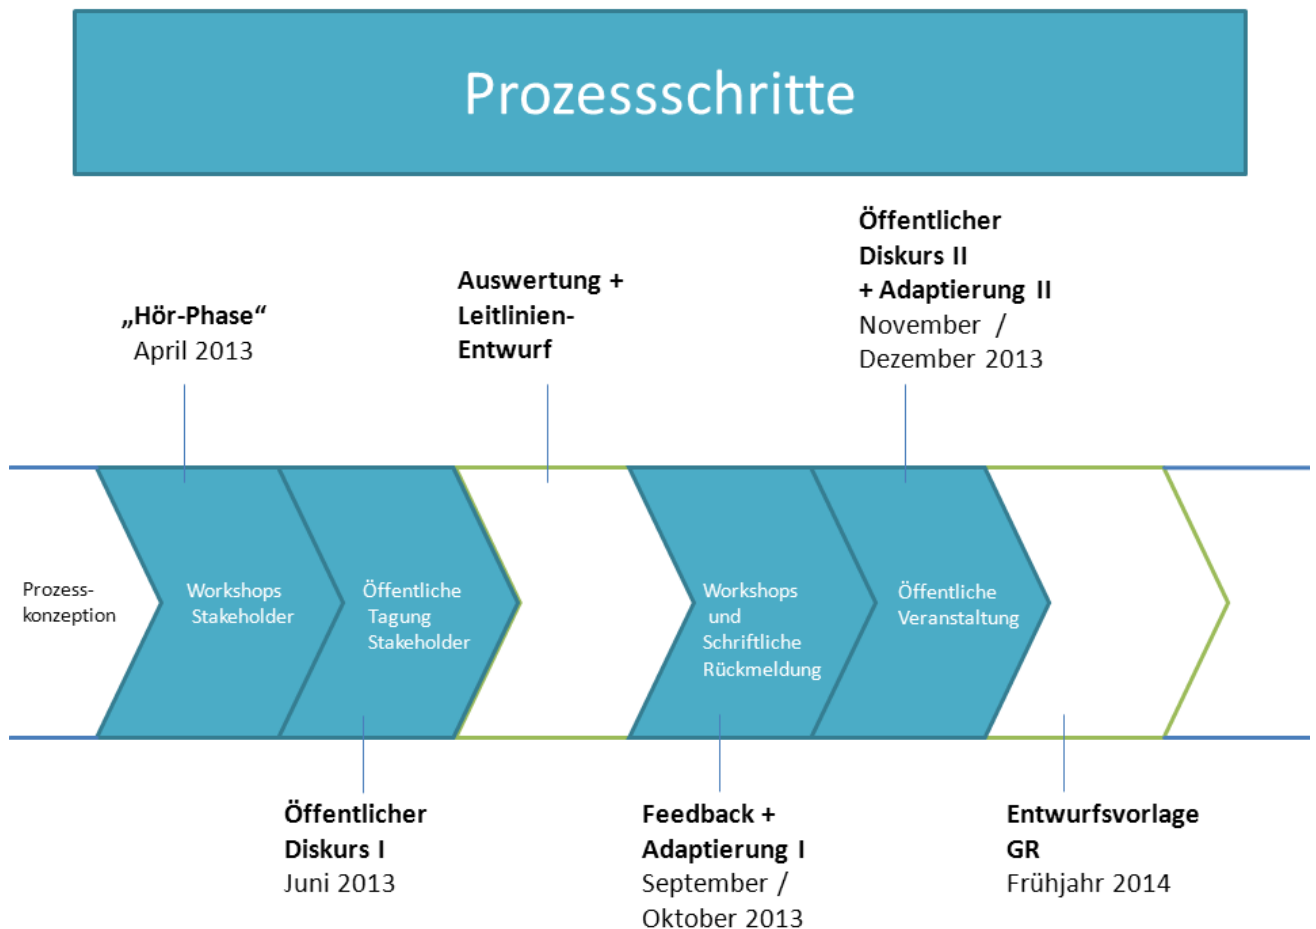 Prozessschritte
„Hör-Phase“
April 2013
Auswertung +
Leitlinien-
Entwurf
Öffentlicher
Diskurs II
+ Adaptierung II
November /
Dezember 2013
Prozess-
konzeption
Workshops
Stakeholder
Öffentliche
Tagung
Stakeholder
Workshops
und
Schriftliche
Rückmeldung
Öffentliche
Veranstaltung
Öffentlicher
Diskurs I
Juni 2013
Feedback +
Adaptierung I
September /
Oktober 2013
Entwurfsvorlage
GR
Frühjahr 2014